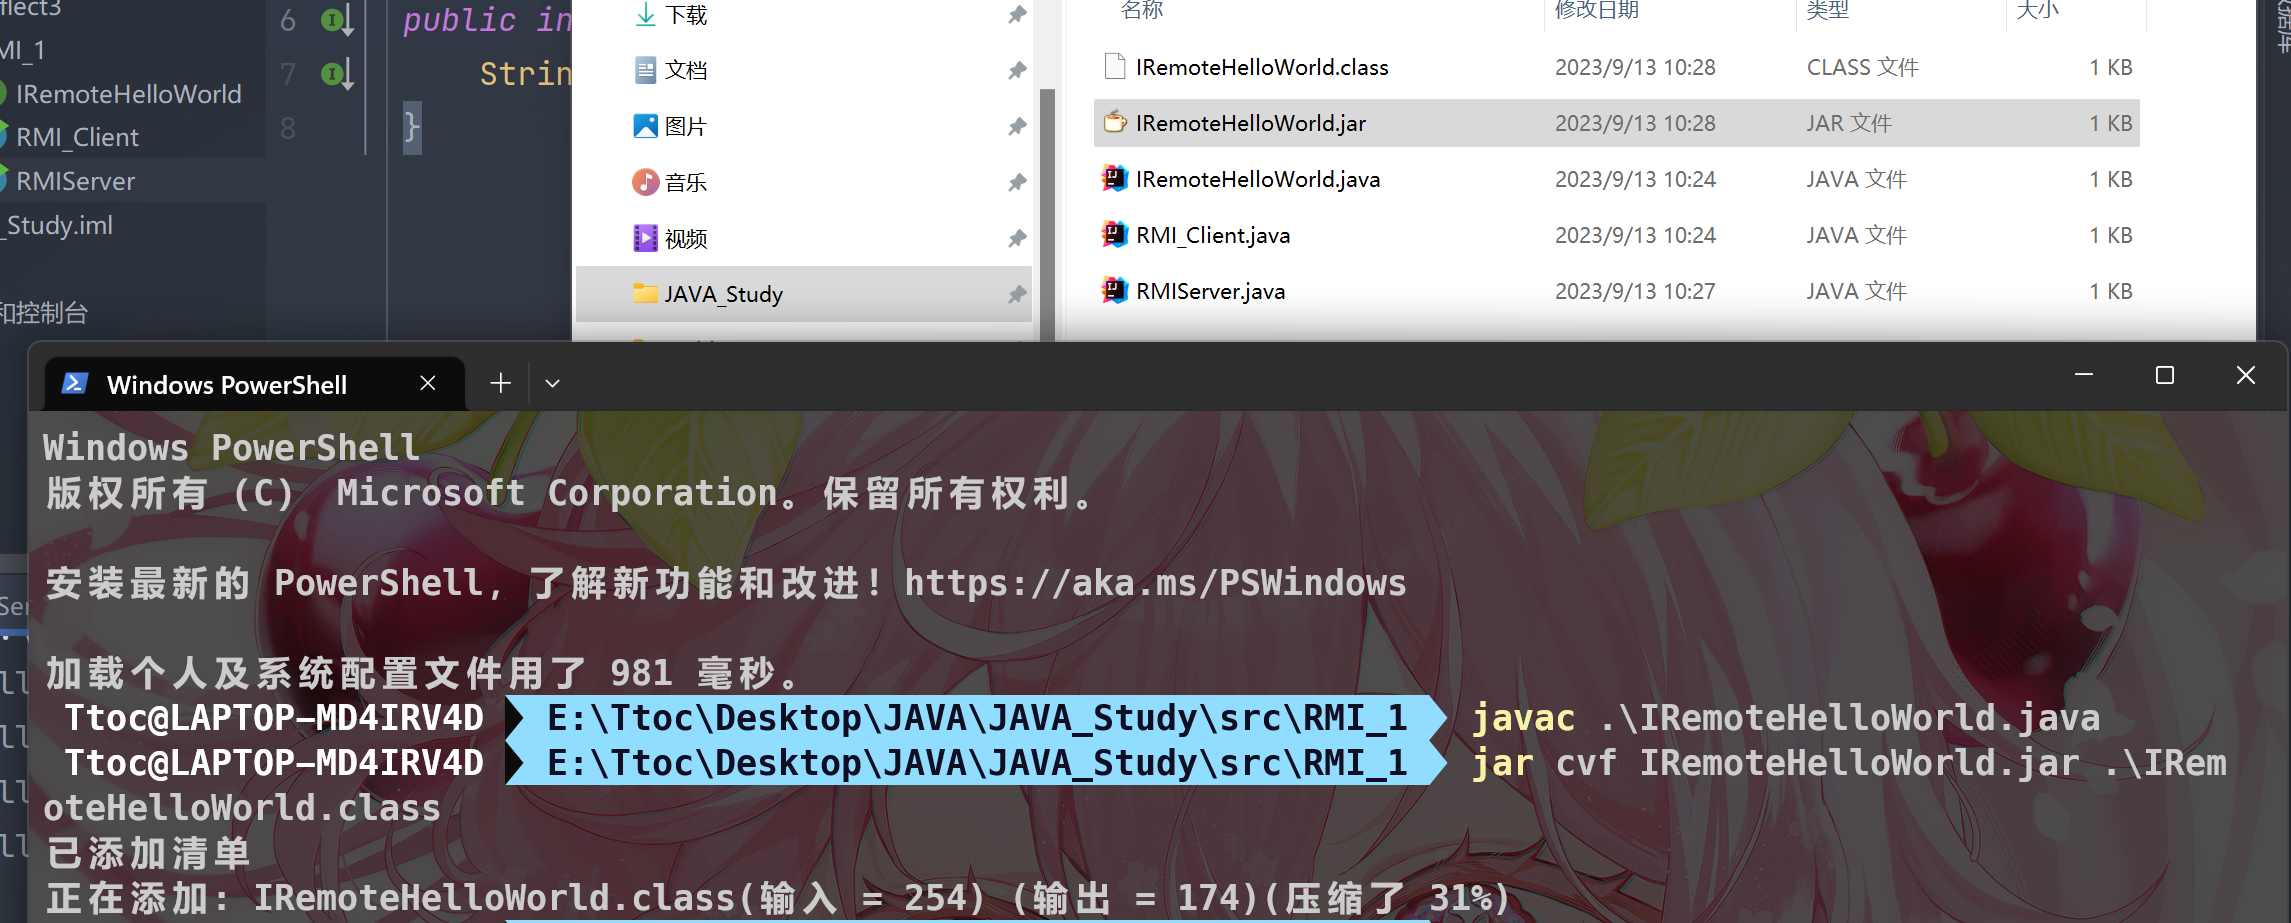 flect3
MI_1
IRemoteHelloWorld
RMI_Client
RMIServer
_Study.iml
和控制台
6 public in
7 Strin
8 }
下载
文档
图片
音乐
视频
JAVA_Study
名称 修改日期 类型 大小
IRemoteHelloWorld.class 2023/9/13 10:28 CLASS 文件 1 KB
IRemoteHelloWorld.jar 2023/9/13 10:28 JAR 文件 1 KB
IRemoteHelloWorld.java 2023/9/13 10:24 JAVA 文件 1 KB
RMI_Client.java 2023/9/13 10:24 JAVA 文件 1 KB
RMIServer.java 2023/9/13 10:27 JAVA 文件 1 KB
Windows PowerShell
Windows PowerShell
版权所有 (C) Microsoft Corporation。保留所有权利。
安装最新的 PowerShell，了解新功能和改进！https://aka.ms/PSWindows
加载个人及系统配置文件用了 981 毫秒。
Ttoc@LAPTOP-MD4IRV4D E:\Ttoc\Desktop\JAVA\JAVA_Study\src\RMI_1 javac .\IRemoteHelloWorld.java
Ttoc@LAPTOP-MD4IRV4D E:\Ttoc\Desktop\JAVA\JAVA_Study\src\RMI_1 jar cvf IRemoteHelloWorld.jar .\IRem
oteHelloWorld.class
已添加清单
正在添加: IRemoteHelloWorld.class(输入 = 254) (输出 = 174)(压缩了 31%)